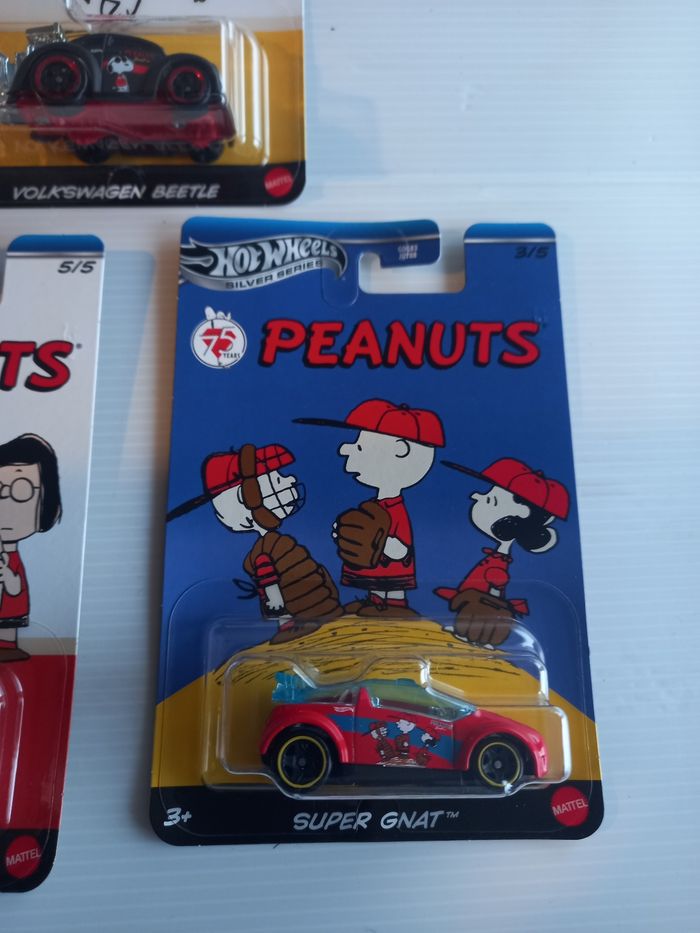 VOLKSWAGEN BEETLE
MATTEL
5/5
TS
MATTEL
HOT WHEELS
SILVER SERIES
3/5
75
YEARS
PEANUTS
3+
SUPER GNAT™
MATTEL